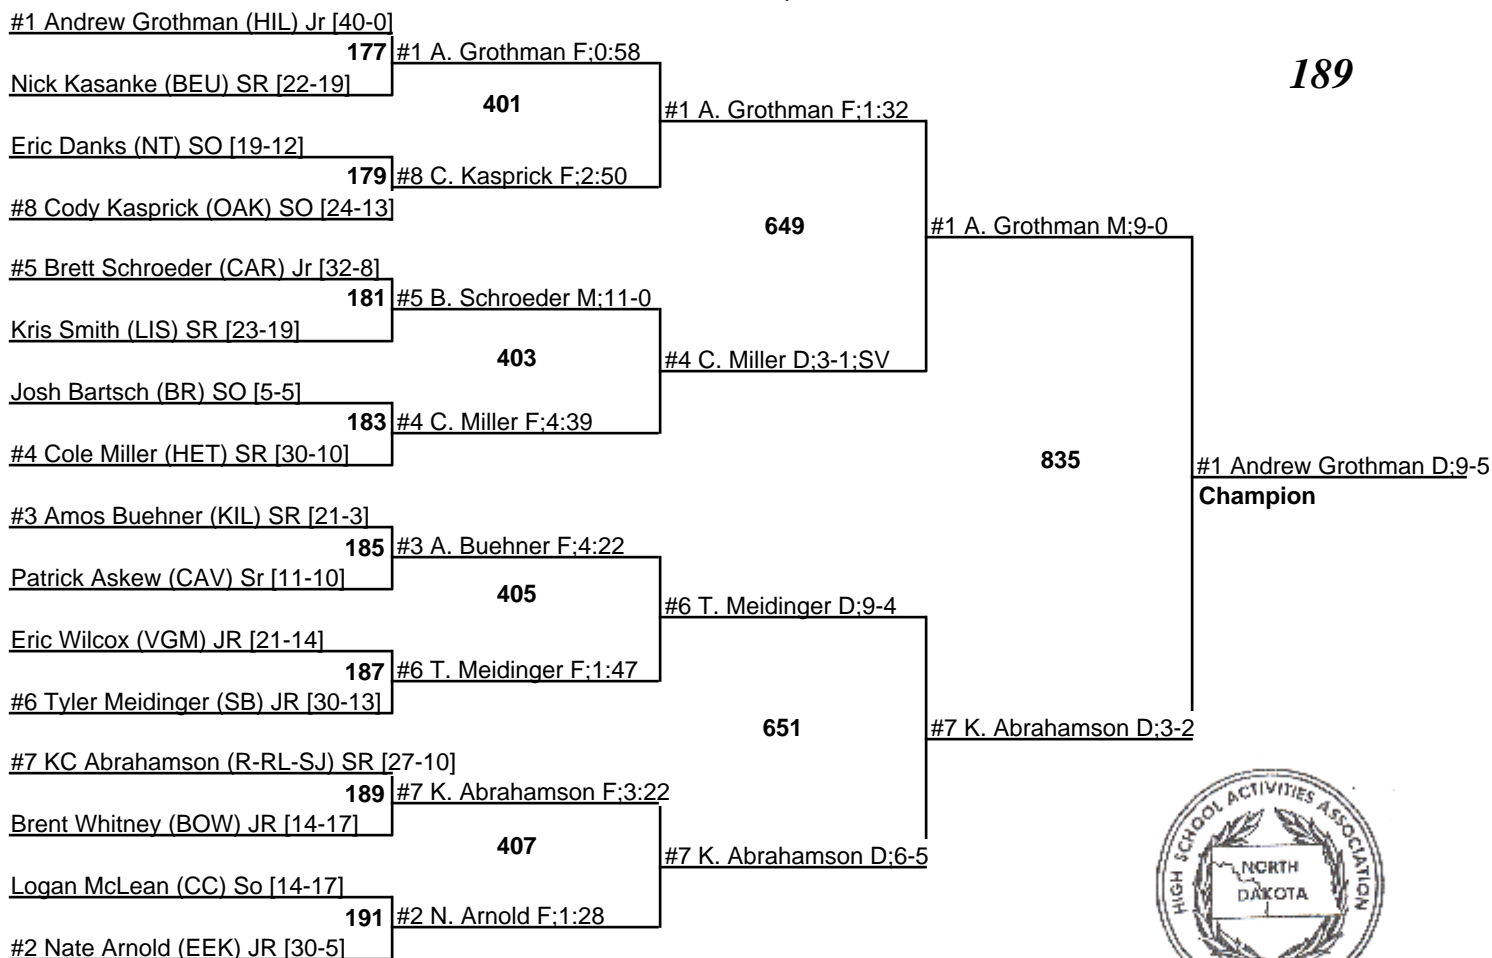 #1 Andrew Grothman (HIL) Jr [40-0]
177 #1 A. Grothman F;0:58
189
Nick Kasanke (BEU) SR [22-19]
401
#1 A. Grothman F;1:32
Eric Danks (NT) SO [19-12]
179 #8 C. Kasprick F;2:50
#8 Cody Kasprick (OAK) SO [24-13]
649
#1 A. Grothman M;9-0
#5 Brett Schroeder (CAR) Jr [32-8]
181 #5 B. Schroeder M;11-0
Kris Smith (LIS) SR [23-19]
403
#4 C. Miller D;3-1;SV
Josh Bartsch (BR) SO [5-5]
183 #4 C. Miller F;4:39
#4 Cole Miller (HET) SR [30-10]
835
#1 Andrew Grothman D;9-5
Champion
#3 Amos Buehner (KIL) SR [21-3]
185 #3 A. Buehner F;4:22
Patrick Askew (CAV) Sr [11-10]
405
#6 T. Meidinger D;9-4
Eric Wilcox (VGM) JR [21-14]
187 #6 T. Meidinger F;1:47
#6 Tyler Meidinger (SB) JR [30-13]
651
#7 K. Abrahamson D;3-2
#7 KC Abrahamson (R-RL-SJ) SR [27-10]
189 #7 K. Abrahamson F;3:22
Brent Whitney (BOW) JR [14-17]
407
#7 K. Abrahamson D;6-5
Logan McLean (CC) So [14-17]
191 #2 N. Arnold F;1:28
#2 Nate Arnold (EEK) JR [30-5]
HIGH SCHOOL ACTIVITIES ASSOCIATION
NORTH
DAKOTA